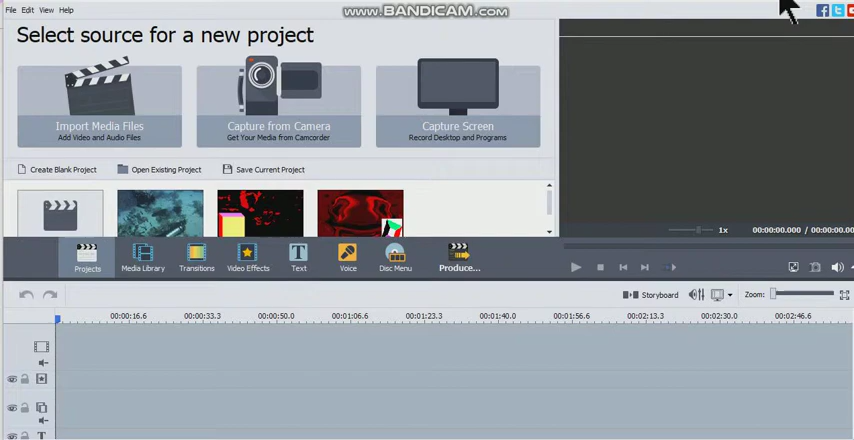 File Edit View Help
www.BANDICAM.com
Select source for a new project
Import Media Files
Add Video and Audio Files
Capture from Camera
Get Your Media from Camcorder
Capture Screen
Record Desktop and Programs
Create Blank Project
Open Existing Project
Save Current Project
1x
00:00:00.000 / 00:00:00.
Projects
Media Library
Transitions
Video Effects
Text
Voice
Disc Menu
Produce...
Storyboard
Zoom:
00:00:16.6 00:00:33.3 00:00:50.0 00:01:06.6 00:01:23.3 00:01:40.0 00:01:56.6 00:02:13.3 00:02:30.0 00:02:46.6